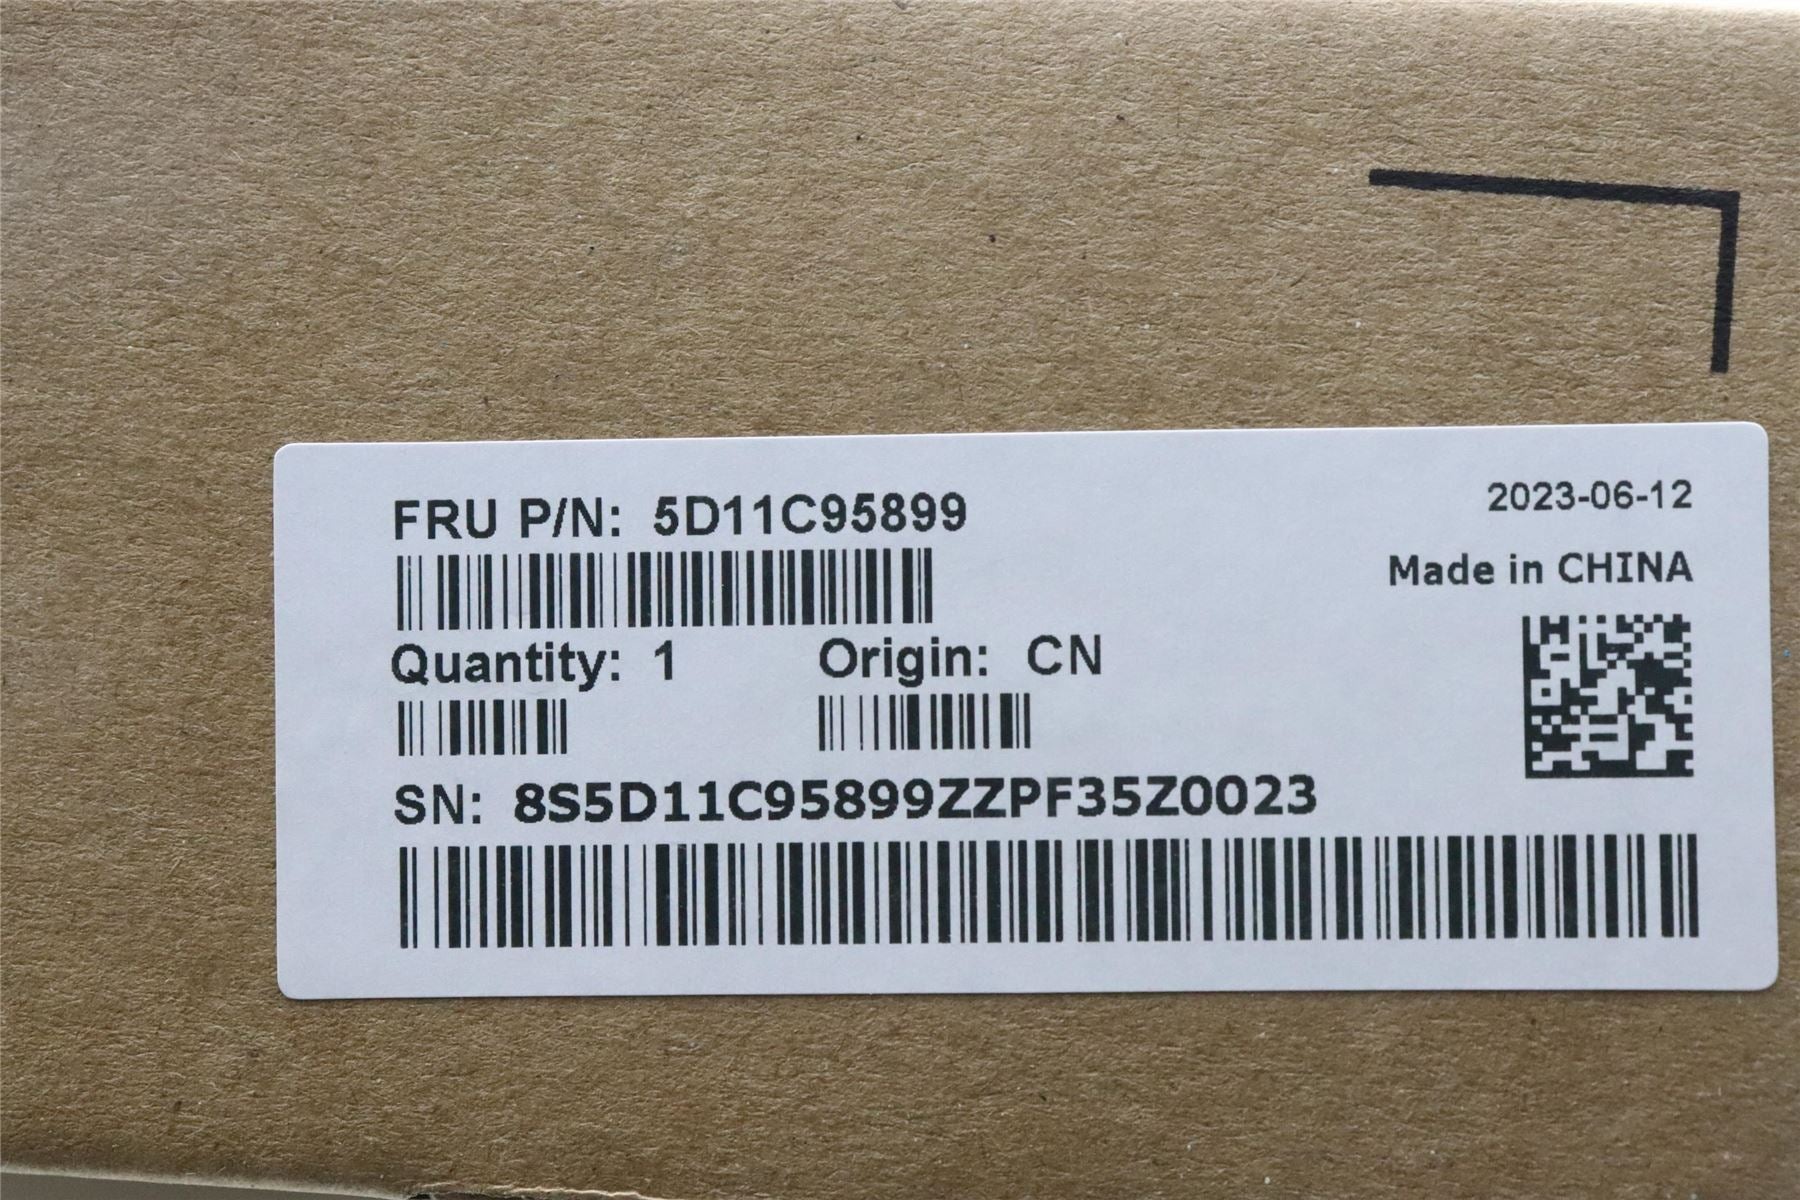 FRU P/N: 5D11C95899
2023-06-12
Made in CHINA
Quantity: 1
Origin: CN
SN: 8S5D11C95899ZZPF35Z0023